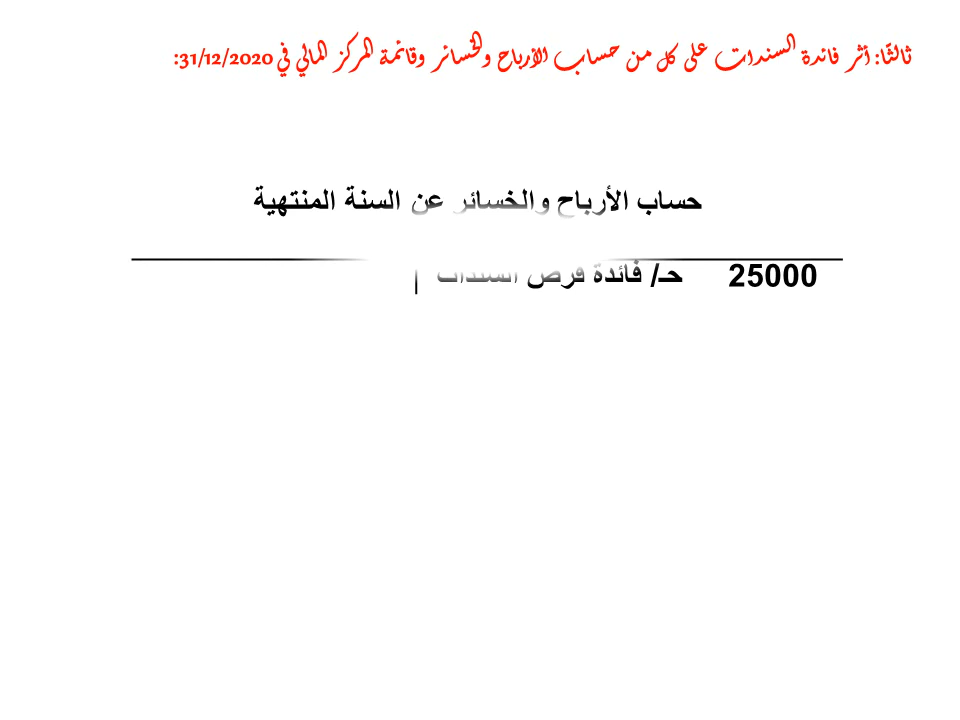 ثالثًا: أثر فائدة السندات على كل من حساب الأرباح والخسائر وقائمة المركز المالي في 31/12/2020:
حساب الأرباح والخسائر عن السنة المنتهية
25000 حـ/ فائدة قرض السندات